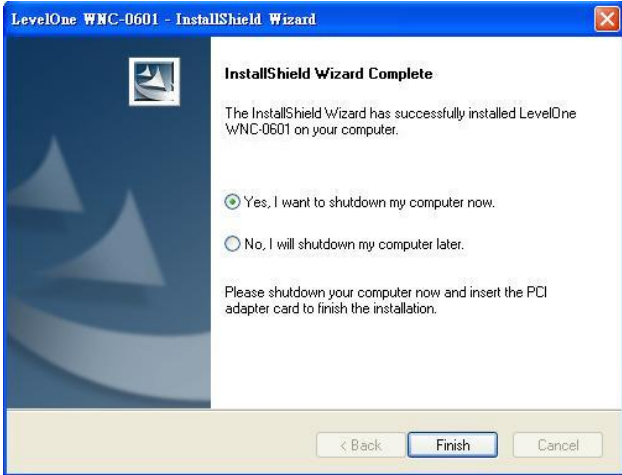 LevelOne WNC-0601 - InstallShield Wizard
InstallShield Wizard Complete
The InstallShield Wizard has successfully installed LevelOne
WNC-0601 on your computer.
Yes, I want to shutdown my computer now.
No, I will shutdown my computer later.
Please shutdown your computer now and insert the PCI
adapter card to finish the installation.
< Back Finish Cancel